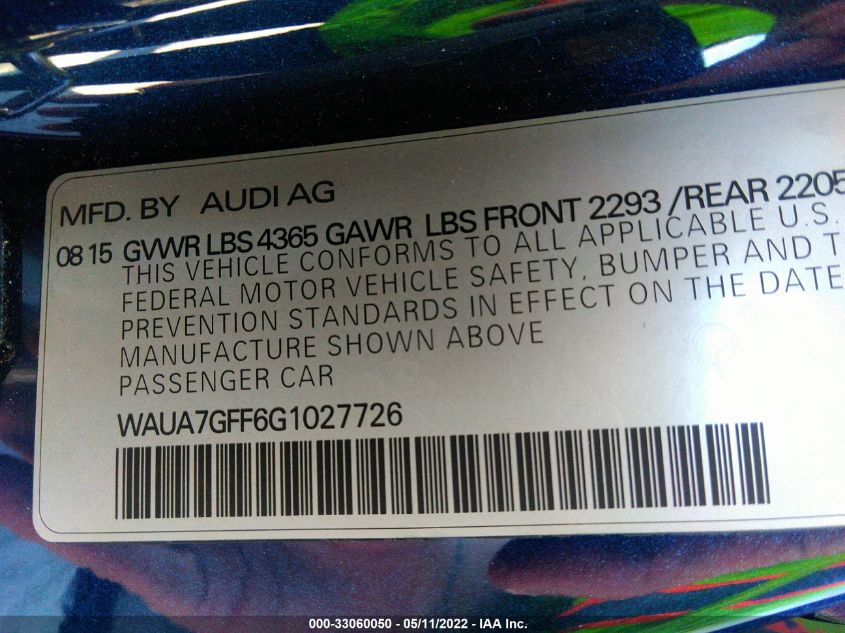 MFD. BY AUDI AG
08 15 GVWR LBS 4365 GAWR LBS FRONT 2293 /REAR 2205
THIS VEHICLE CONFORMS TO ALL APPLICABLE U.S.
FEDERAL MOTOR VEHICLE SAFETY, BUMPER AND T
PREVENTION STANDARDS IN EFFECT ON THE DATE
MANUFACTURE SHOWN ABOVE
PASSENGER CAR
WAUA7GFF6G1027726
000-33060050 - 05/11/2022 - IAA Inc.